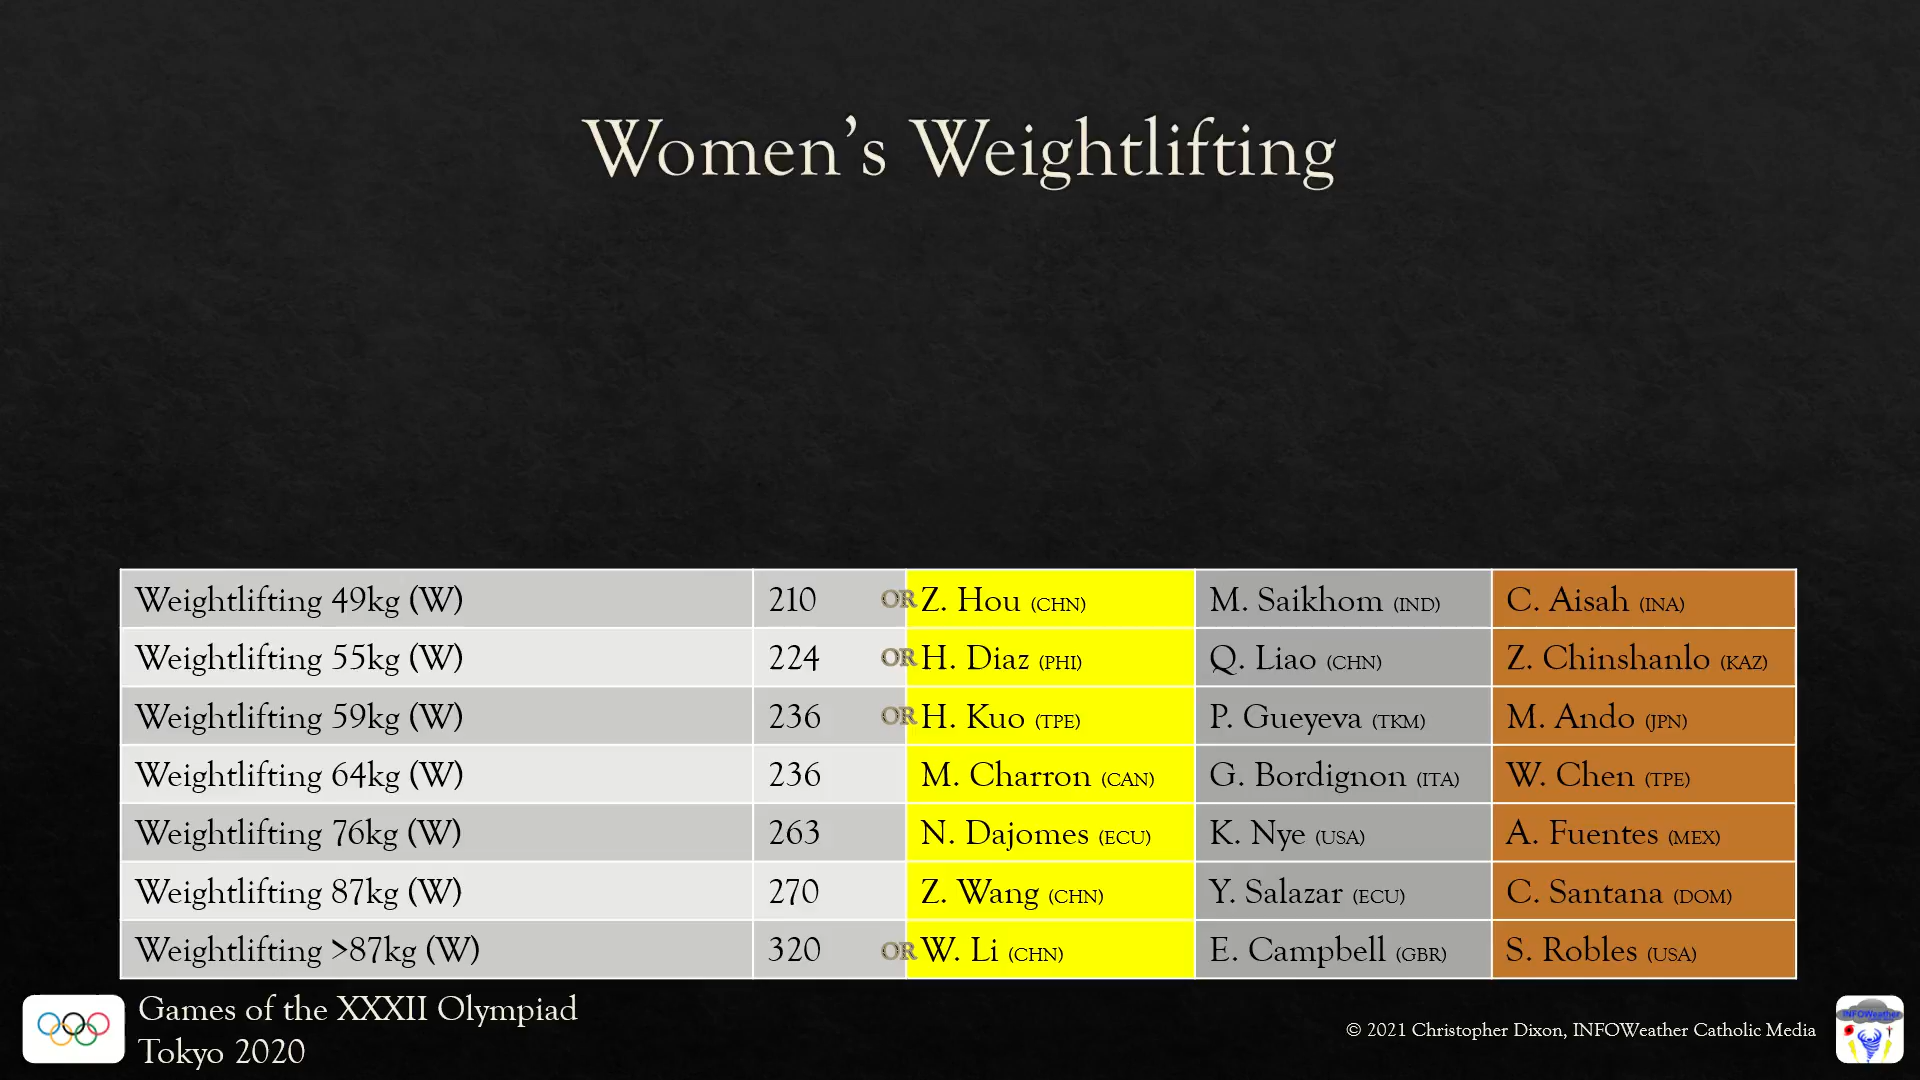 Women's Weightlifting
Weightlifting 49kg (W) 210 OR Z. Hou (CHN) M. Saikhom (IND) C. Aisah (INA)
Weightlifting 55kg (W) 224 OR H. Diaz (PHI) Q. Liao (CHN) Z. Chinshanlo (KAZ)
Weightlifting 59kg (W) 236 OR H. Kuo (TPE) P. Gueyeva (TKM) M. Ando (JPN)
Weightlifting 64kg (W) 236 M. Charron (CAN) G. Bordignon (ITA) W. Chen (TPE)
Weightlifting 76kg (W) 263 N. Dajomes (ECU) K. Nye (USA) A. Fuentes (MEX)
Weightlifting 87kg (W) 270 Z. Wang (CHN) Y. Salazar (ECU) C. Santana (DOM)
Weightlifting >87kg (W) 320 OR W. Li (CHN) E. Campbell (GBR) S. Robles (USA)
Games of the XXXII Olympiad
Tokyo 2020
© 2021 Christopher Dixon, INFOWeather Catholic Media
INFOWeather